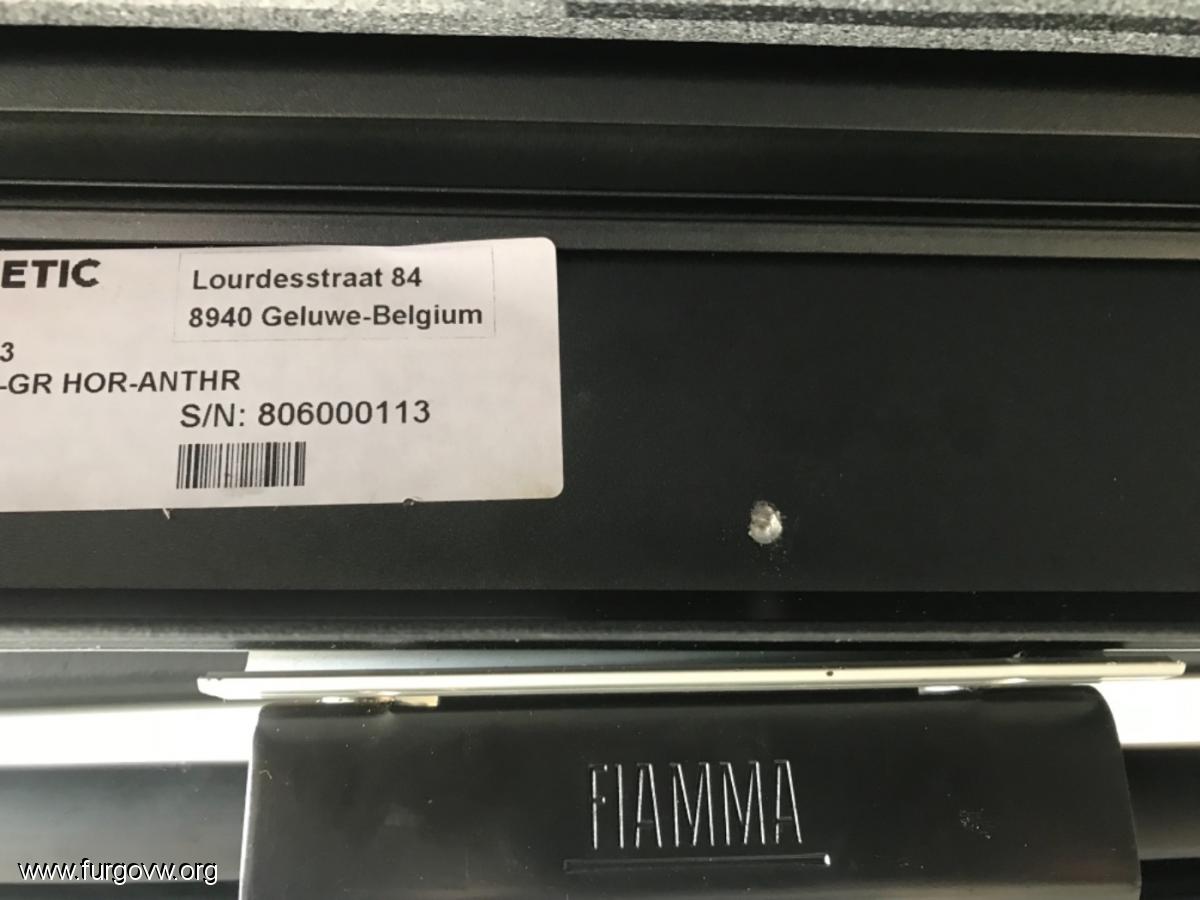 ETIC
Lourdesstraat 84
8940 Geluwe-Belgium
3
-GR HOR-ANTHR
S/N: 806000113
FIAMMA
www.furgovw.org